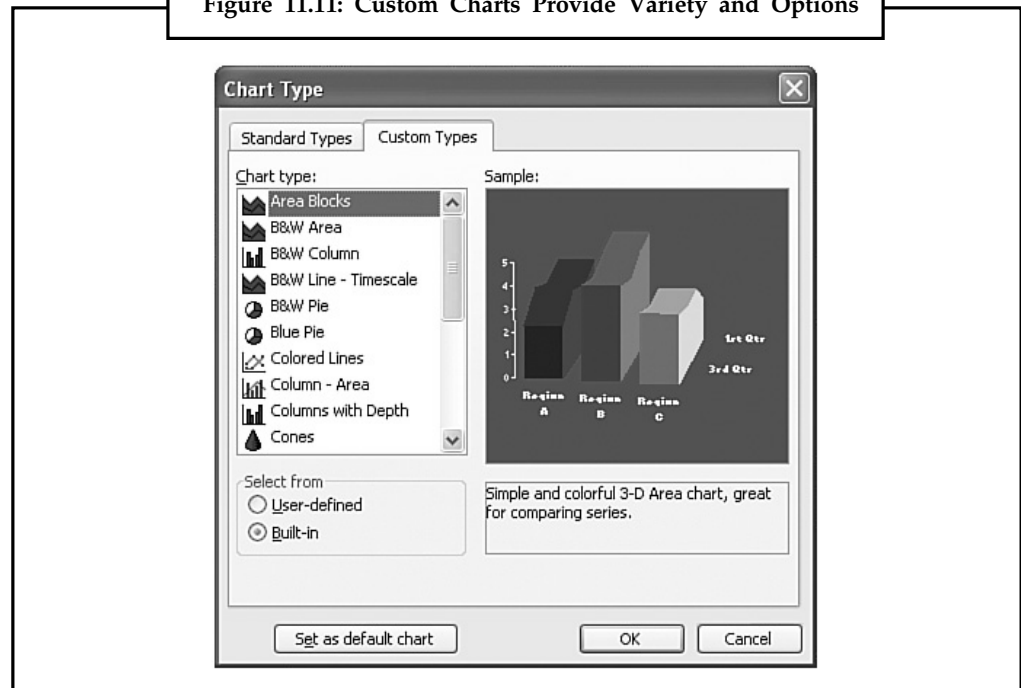 Figure 11.11: Custom Charts Provide Variety and Options
Chart Type
Standard Types
Custom Types
Chart type:
Area Blocks
B&W Area
B&W Column
B&W Line - Timescale
B&W Pie
Blue Pie
Colored Lines
Column - Area
Columns with Depth
Cones
Sample:
5
4
3
2
1
0
Region A
Region B
Region C
1st Qtr
3rd Qtr
Select from
User-defined
Built-in
Simple and colorful 3-D Area chart, great
for comparing series.
Set as default chart
OK
Cancel